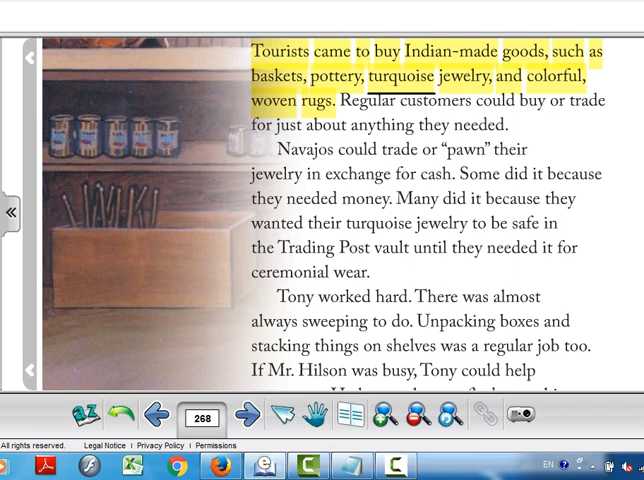 Tourists came to buy Indian-made goods, such as
baskets, pottery, turquoise jewelry, and colorful,
woven rugs. Regular customers could buy or trade
for just about anything they needed.
Navajos could trade or “pawn” their
jewelry in exchange for cash. Some did it because
they needed money. Many did it because they
wanted their turquoise jewelry to be safe in
the Trading Post vault until they needed it for
ceremonial wear.
Tony worked hard. There was almost
always sweeping to do. Unpacking boxes and
stacking things on shelves was a regular job too.
If Mr. Hilson was busy, Tony could help
az
268
All rights reserved. Legal Notice | Privacy Policy | Permissions
EN